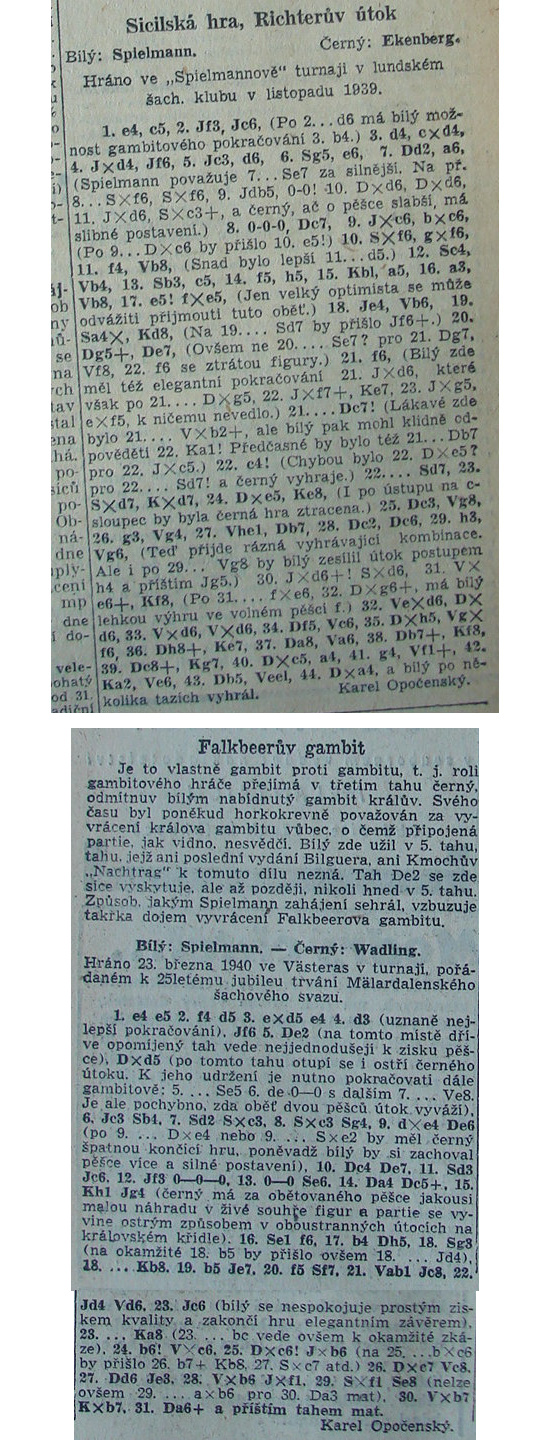 Sicilská hra, Richterův útok
Bílý: Spielmann. Černý: Ekenberg.
Hráno ve „Spielmannově“ turnaji v lundském
šach. klubu v listopadu 1939.
1. e4, c5, 2. Jf3, Jc6, (Po 2...d6 má bílý mož-
nost gambitového pokračování 3. b4.) 3. d4, c×d4,
4. J×d4, Jf6, 5. Jc3, d6, 6. Sg5, e6, 7. Dd2, a6,
(Spielmann považuje 7...Se7 za silnější. Na př.
8...S×f6, S×f6, 9. Jdb5, 0-0! 10. D×d6, D×d6,
11. J×d6, S×c3+, a černý, ač o pěšce slabší, má
slibné postavení.) 8. 0-0-0, Dc7, 9. J×c6, b×c6,
(Po 9...D×c6 by přišlo 10. e5!) 10. S×f6, g×f6,
11. f4, Vb8, (Snad bylo lepší 11...d5.) 12. Sc4,
Vb4, 13. Sb3, c5, 14. f5, h5, 15. Kb1, a5, 16. a3,
Vb8, 17. e5! f×e5, (Jen velký optimista se může
odvážiti přijmouti tuto oběť.) 18. Je4, Vb6, 19.
Sa4×, Kd8, (Na 19.... Sd7 by přišlo Jf6+.) 20.
Dg5+, De7, (Ovšem ne 20.... Se7? pro 21. Dg7,
Vf8, 22. f6 se ztrátou figury.) 21. f6, (Bílý zde
měl též elegantní pokračování 21. J×d6, které
však po 21.... D×g5, 22. J×f7+, Ke7, 23. J×g5,
e×f5, k ničemu nevedlo.) 21.... Dc7! (Lákavé zde
bylo 21.... V×b2+, ale bílý pak mohl klidně od-
pověděti 22. Ka1! Předčasné by bylo též 21...Db7
pro 22. J×c5.) 22. c4! (Chybou bylo 22. D×e5?
pro 22.... Sd7! a černý vyhraje.) 22.... Sd7, 23.
S×d7, K×d7, 24. D×e5, Kc8, (I po ústupu na c-
sloupec by byla černá hra ztracena.) 25. Dc3, Vg8,
26. g3, Vg4, 27. Vhe1, Db7, 28. Dc2, Dc6, 29. h3,
Vg6, (Teď přijde rázná vyhrávající kombinace.
Ale i po 29... Vg8 by bílý zesílil útok postupem
h4 a příštím Jg5.) 30. J×d6+! S×d6, 31. V×
e6+, Kf8, (Po 31.... f×e6, 32. D×g6+, má bílý
lehkou výhru ve volném pěšci f.) 32. Ve×d6, D×
d6, 33. V×d6, V×d6, 34. Df5, Vc6, 35. D×h5, Vg×
f6, 36. Dh8+, Ke7, 37. Da8, Va6, 38. Db7+, Kf8,
39. Dc8+, Kg7, 40. D×c5, a4, 41. g4, Vf1+, 42.
Ka2, Ve6, 43. Db5, Vee1, 44. D×a4, a bílý po ně-
kolika tazích vyhrál. Karel Opočenský.
Falkbeerův gambit
Je to vlastně gambit proti gambitu, t. j. roli
gambitového hráče přejímá v třetím tahu černý,
odmítnuv bílým nabídnutý gambit králův. Svého
času byl poněkud horkokrevně považován za vy-
vrácení králova gambitu vůbec, o čemž připojená
partie, jak vidno, nesvědčí. Bílý zde užil v 5. tahu,
tahu, jejž ani poslední vydání Bilguera, ani Kmochův
„Nachtrag“ k tomuto dílu nezná. Tah De2 se zde
sice vyskytuje, ale až později, nikoli hned v 5. tahu.
Způsob, jakým Spielmann zahájení sehrál, vzbuzuje
takřka dojem vyvrácení Falkbeerova gambitu.
Bílý: Spielmann. — Černý: Wadling.
Hráno 23. března 1940 ve Västeras v turnaji, pořá-
daném k 25letému jubileu trvání Mälardalenského
šachového svazu.
1. e4 e5 2. f4 d5 3. e×d5 e4 4. d3 (uznané nej-
lepší pokračování), Jf6 5. De2 (na tomto místě dří-
ve opomíjený tah vede nejjednodušeji k zisku pěš-
ce), D×d5 (po tomto tahu otupí se i ostří černého
útoku. K jeho udržení je nutno pokračovati dále
gambitově: 5. ... Se5 6. de 0—0 s dalším 7. ... Ve8.
Je ale pochybno, zda oběť dvou pěšců útok vyváží),
6. Jc3 Sb4, 7. Sd2 S×c3, 8. S×c3 Sg4, 9. d×e4 De6
(po 9. ... D×e4 nebo 9. ... S×e2 by měl černý
špatnou končící hru, poněvadž bílý by si zachoval
pěšce více a silné postavení), 10. Dc4 De7, 11. Sd3
Jc6, 12. Jf3 0—0—0, 13. 0—0 Se6, 14. Da4 Dc5+, 15.
Kh1 Jg4 (černý má za obětovaného pěšce jakousi
malou náhradu v živé souhře figur a partie se vy-
vine ostrým způsobem v oboustranných útocích na
královském křídle). 16. Se1 f6, 17. b4 Dh5, 18. Sg3
(na okamžité 18. b5 by přišlo ovšem 18. ... Jd4),
18. ... Kb8, 19. b5 Je7, 20. f5 Sf7, 21. Vab1 Jc8, 22.
Jd4 Vd6, 23. Jc6 (bílý se nespokojuje prostým zis-
kem kvality a zakončí hru elegantním závěrem),
23. ... Ka8 (23. ... bc vede ovšem k okamžité zká-
ze), 24. b6! V×c6, 25. D×c6! J×b6 (na 25. ...b×c6
by přišlo 26. b7+ Kb8, 27. S×c7 atd.) 26. D×c7 Vc8,
27. Dd6 Je3, 28. V×b6 J×f1, 29. S×f1 Se8 (nelze
ovšem 29. ... a×b6 pro 30. Da3 mat), 30. V×b7
K×b7, 31. Da6+ a příštím tahem mat.
Karel Opočenský.